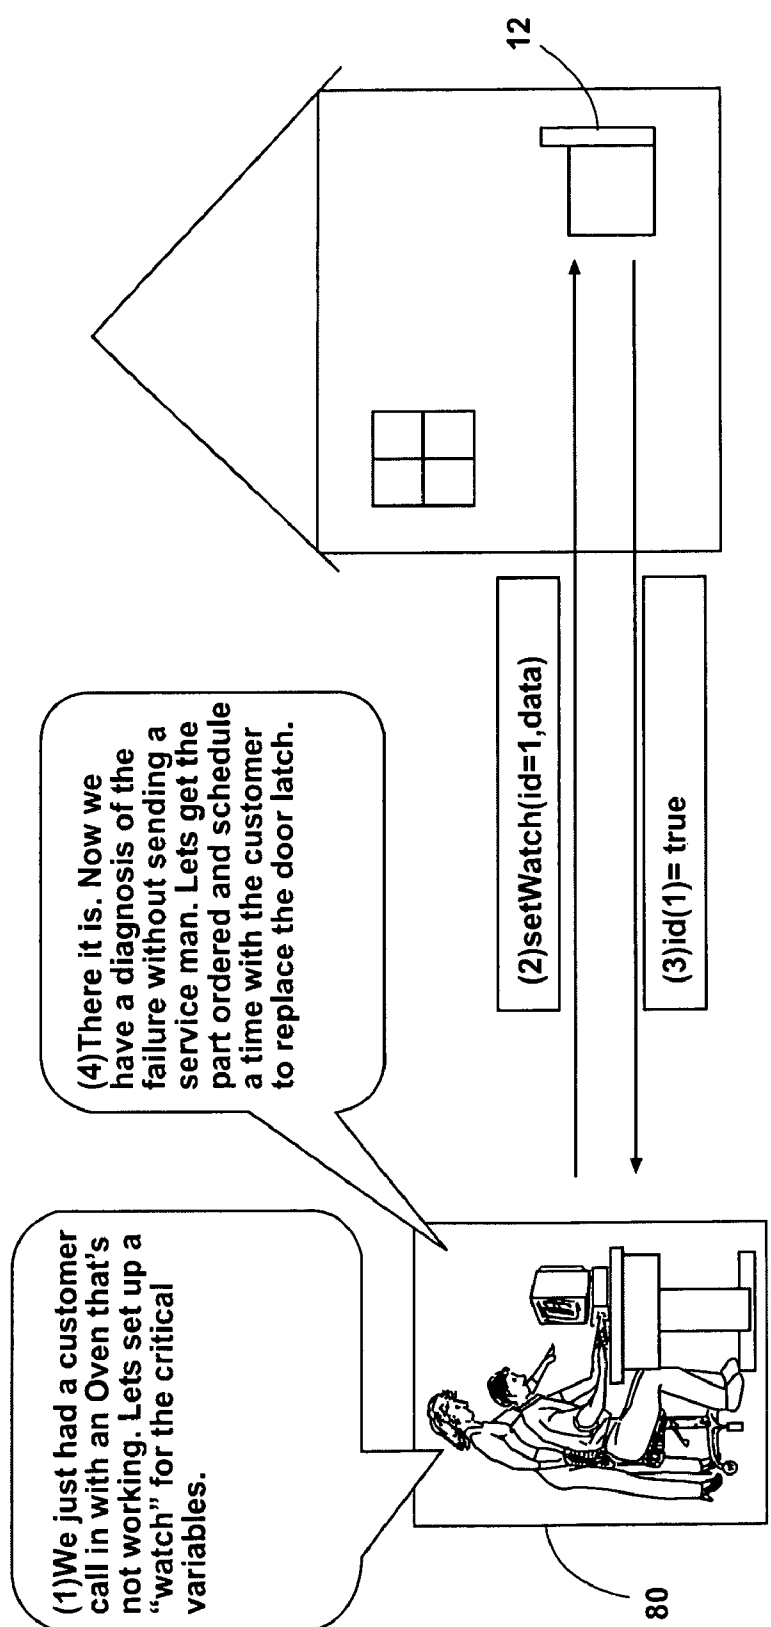 (1)We just had a customer
call in with an Oven that's
not working. Lets set up a
“watch” for the critical
variables.
(4)There it is. Now we
have a diagnosis of the
failure without sending a
service man. Lets get the
part ordered and schedule
a time with the customer
to replace the door latch.
(2)setWatch(id=1,data)
(3)id(1)= true
80
12